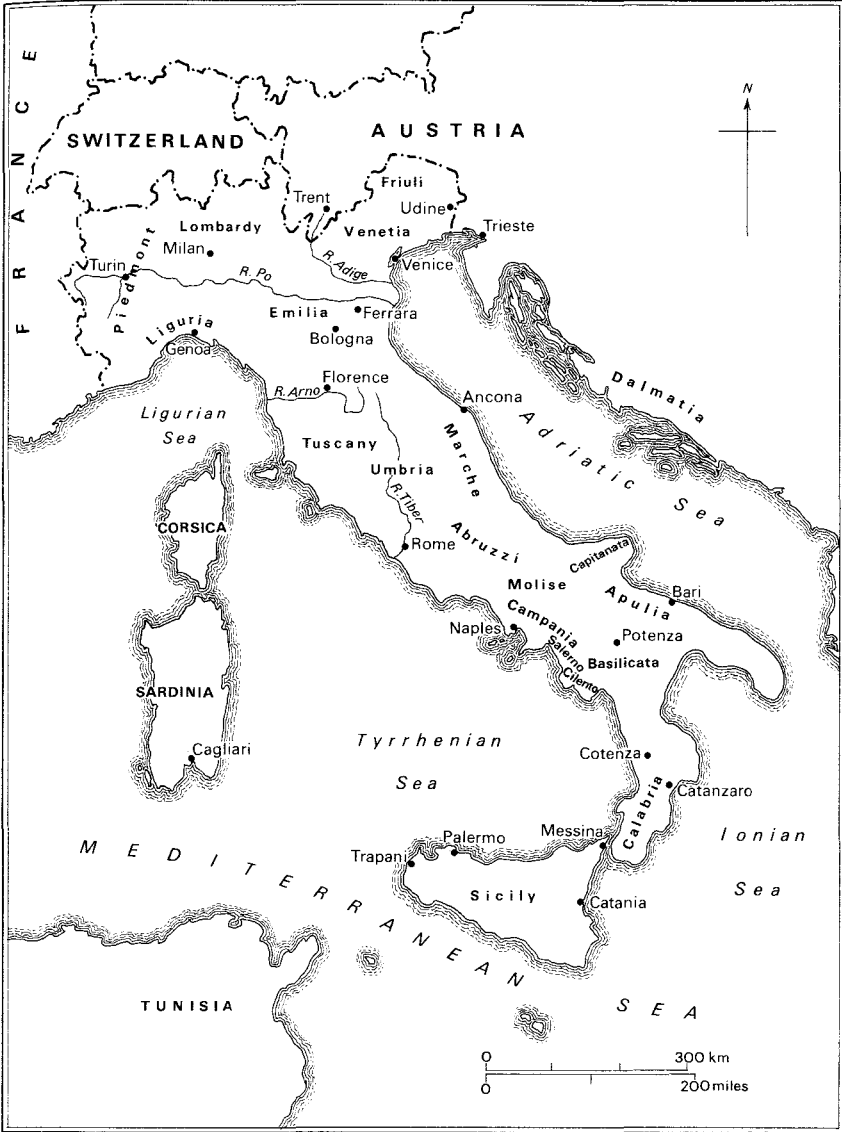 FRANCE
SWITZERLAND
AUSTRIA
N
Friuli
Trent
Udine
Lombardy
Venetia
Trieste
Milan
Venice
Turin
Piedmont
R. Po
R. Adige
Emilia
Ferrara
Liguria
Bologna
Genoa
Florence
R. Arno
Dalmatia
Ancona
Ligurian
Sea
Adriatic Sea
Tuscany
Marche
Umbria
R. Tiber
CORSICA
Rome
Abruzzi
Capitanata
Molise
Apulia
Bari
Campania
Naples
Salerno
Potenza
Basilicata
Cilento
SARDINIA
Cagliari
Tyrrhenian
Sea
Cotenza
Catanzaro
Calabria
Messina
Palermo
Trapani
Ionian
Sea
Sicily
Catania
MEDITERRANEAN SEA
TUNISIA
0 300 km
0 200 miles